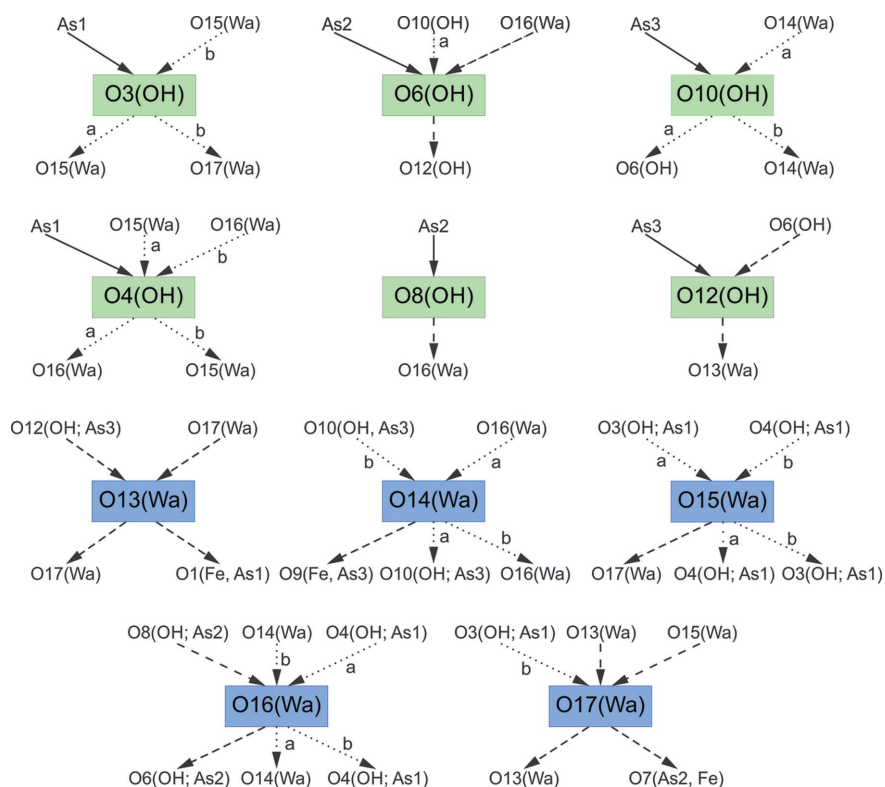 As1 O15(Wa) As2 O10(OH) O16(Wa) As3 O14(Wa)
b a a
O3(OH) O6(OH) O10(OH)
a b a b
O15(Wa) O17(Wa) O12(OH) O6(OH) O14(Wa)
As1 O15(Wa) O16(Wa) As2 As3 O6(OH)
a b
O4(OH) O8(OH) O12(OH)
a b
O16(Wa) O15(Wa) O16(Wa) O13(Wa)
O12(OH; As3) O17(Wa) O10(OH, As3) O16(Wa) O3(OH; As1) O4(OH; As1)
b a a b
O13(Wa) O14(Wa) O15(Wa)
a b a b
O17(Wa) O1(Fe, As1) O9(Fe, As3) O10(OH; As3) O16(Wa) O17(Wa) O4(OH; As1) O3(OH; As1)
O8(OH; As2) O14(Wa) O4(OH; As1) O3(OH; As1) O13(Wa) O15(Wa)
b a b
O16(Wa) O17(Wa)
a b
O6(OH; As2) O14(Wa) O4(OH; As1) O13(Wa) O7(As2, Fe)